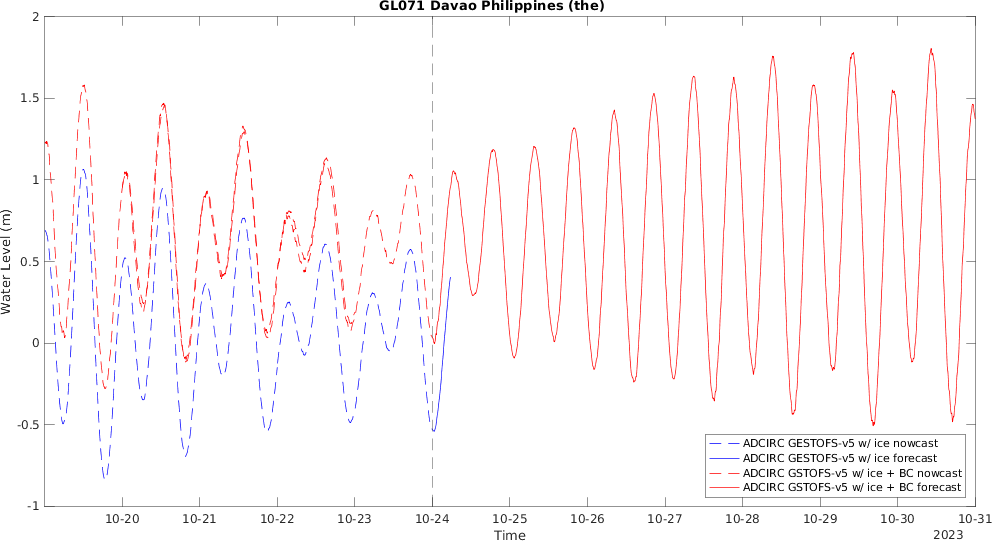 GL071 Davao Philippines (the)
2
1.5
1
0.5
0
-0.5
-1
Water Level (m)
ADCIRC GESTOFS-v5 w/ ice nowcast
ADCIRC GESTOFS-v5 w/ ice forecast
ADCIRC GSTOFS-v5 w/ ice + BC nowcast
ADCIRC GSTOFS-v5 w/ ice + BC forecast
10-20 10-21 10-22 10-23 10-24 10-25 10-26 10-27 10-28 10-29 10-30 10-31
Time
2023